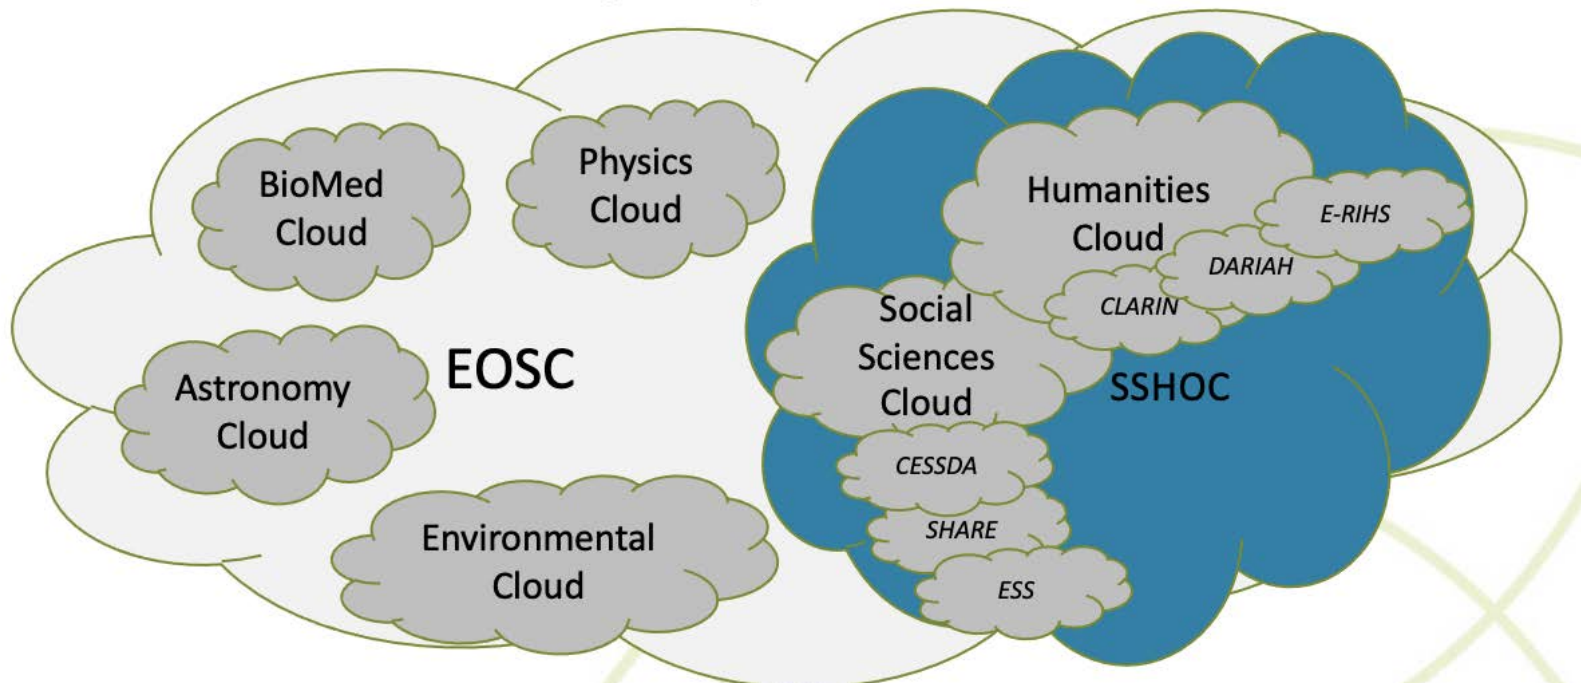 BioMed
Cloud
Physics
Cloud
Humanities
Cloud
E-RIHS
DARIAH
CLARIN
Social
Sciences
Cloud
EOSC
Astronomy
Cloud
SSHOC
CESSDA
SHARE
Environmental
Cloud
ESS